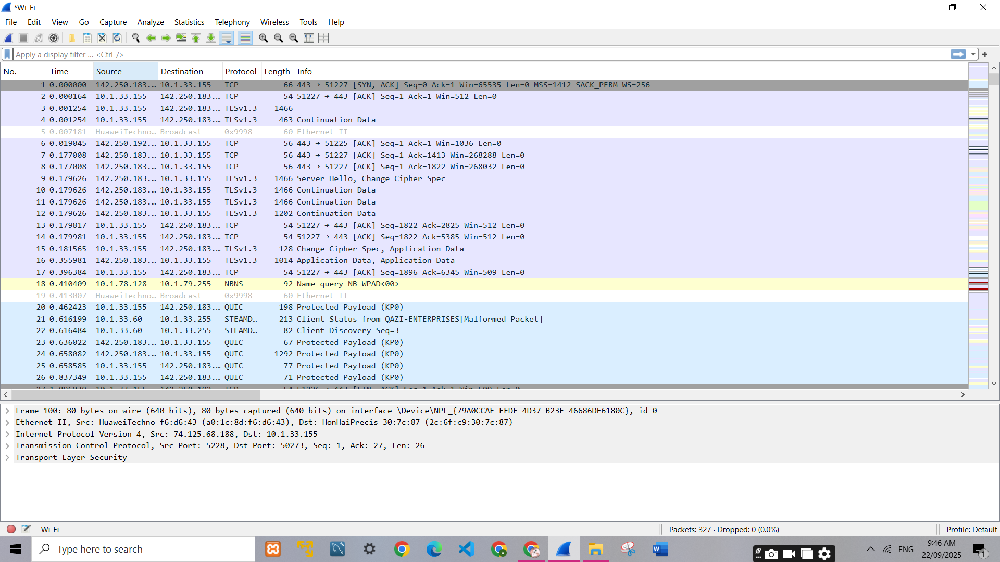 *Wi-Fi
File Edit View Go Capture Analyze Statistics Telephony Wireless Tools Help
Apply a display filter … <Ctrl-/>
No. Time Source Destination Protocol Length Info
1 0.000000 142.250.183.… 10.1.33.155 TCP 66 443 → 51227 [SYN, ACK] Seq=0 Ack=1 Win=65535 Len=0 MSS=1412 SACK_PERM WS=256
2 0.000164 10.1.33.155 142.250.183.… TCP 54 51227 → 443 [ACK] Seq=1 Ack=1 Win=512 Len=0
3 0.001254 10.1.33.155 142.250.183.… TLSv1.3 1466
4 0.001254 10.1.33.155 142.250.183.… TLSv1.3 463 Continuation Data
5 0.007181 HuaweiTechno… Broadcast 0x9998 60 Ethernet II
6 0.019045 142.250.192.… 10.1.33.155 TCP 56 443 → 51225 [ACK] Seq=1 Ack=1 Win=1036 Len=0
7 0.177008 142.250.183.… 10.1.33.155 TCP 56 443 → 51227 [ACK] Seq=1 Ack=1413 Win=268288 Len=0
8 0.177008 142.250.183.… 10.1.33.155 TCP 56 443 → 51227 [ACK] Seq=1 Ack=1822 Win=268032 Len=0
9 0.179626 142.250.183.… 10.1.33.155 TLSv1.3 1466 Server Hello, Change Cipher Spec
10 0.179626 142.250.183.… 10.1.33.155 TLSv1.3 1466 Continuation Data
11 0.179626 142.250.183.… 10.1.33.155 TLSv1.3 1466 Continuation Data
12 0.179626 142.250.183.… 10.1.33.155 TLSv1.3 1202 Continuation Data
13 0.179817 10.1.33.155 142.250.183.… TCP 54 51227 → 443 [ACK] Seq=1822 Ack=2825 Win=512 Len=0
14 0.179981 10.1.33.155 142.250.183.… TCP 54 51227 → 443 [ACK] Seq=1822 Ack=5385 Win=512 Len=0
15 0.181565 10.1.33.155 142.250.183.… TLSv1.3 128 Change Cipher Spec, Application Data
16 0.355981 142.250.183.… 10.1.33.155 TLSv1.3 1014 Application Data, Application Data
17 0.396384 10.1.33.155 142.250.183.… TCP 54 51227 → 443 [ACK] Seq=1896 Ack=6345 Win=509 Len=0
18 0.410409 10.1.78.128 10.1.79.255 NBNS 92 Name query NB WPAD<00>
19 0.413007 HuaweiTechno… Broadcast 0x9998 60 Ethernet II
20 0.462423 10.1.33.155 142.250.183.… QUIC 198 Protected Payload (KP0)
21 0.616199 10.1.33.60 10.1.33.255 STEAMD… 213 Client Status from QAZI-ENTERPRISES[Malformed Packet]
22 0.616484 10.1.33.60 10.1.33.255 STEAMD… 82 Client Discovery Seq=3
23 0.636022 142.250.183.… 10.1.33.155 QUIC 67 Protected Payload (KP0)
24 0.658082 142.250.183.… 10.1.33.155 QUIC 1292 Protected Payload (KP0)
25 0.658585 10.1.33.155 142.250.183.… QUIC 77 Protected Payload (KP0)
26 0.837349 10.1.33.155 142.250.183.… QUIC 71 Protected Payload (KP0)
27 1.096039 10.1.33.155 142.250.192.… TCP 54 51226 → 443 [FIN, ACK] Seq=1 Ack=1 Win=509 Len=0
Frame 100: 80 bytes on wire (640 bits), 80 bytes captured (640 bits) on interface \Device\NPF_{79A0CCAE-EEDE-4D37-B23E-46686DE6180C}, id 0
Ethernet II, Src: HuaweiTechno_f6:d6:43 (a0:1c:8d:f6:d6:43), Dst: HonHaiPrecis_30:7c:87 (2c:6f:c9:30:7c:87)
Internet Protocol Version 4, Src: 74.125.68.188, Dst: 10.1.33.155
Transmission Control Protocol, Src Port: 5228, Dst Port: 50273, Seq: 1, Ack: 27, Len: 26
Transport Layer Security
Wi-Fi Packets: 327 · Dropped: 0 (0.0%) Profile: Default
Type here to search
ENG
9:46 AM
22/09/2025
1